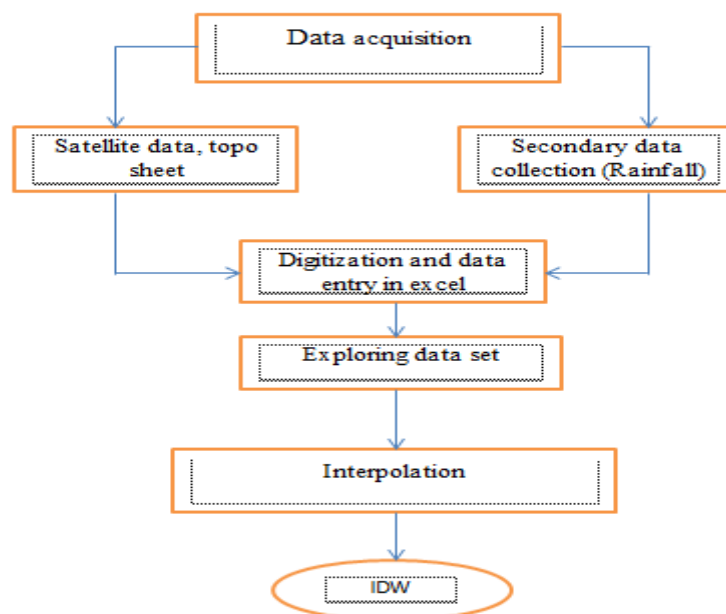 Data acquisition
Satellite data, topo
sheet
Secondary data
collection (Rainfall)
Digitization and data
entry in excel
Exploring data set
Interpolation
IDW